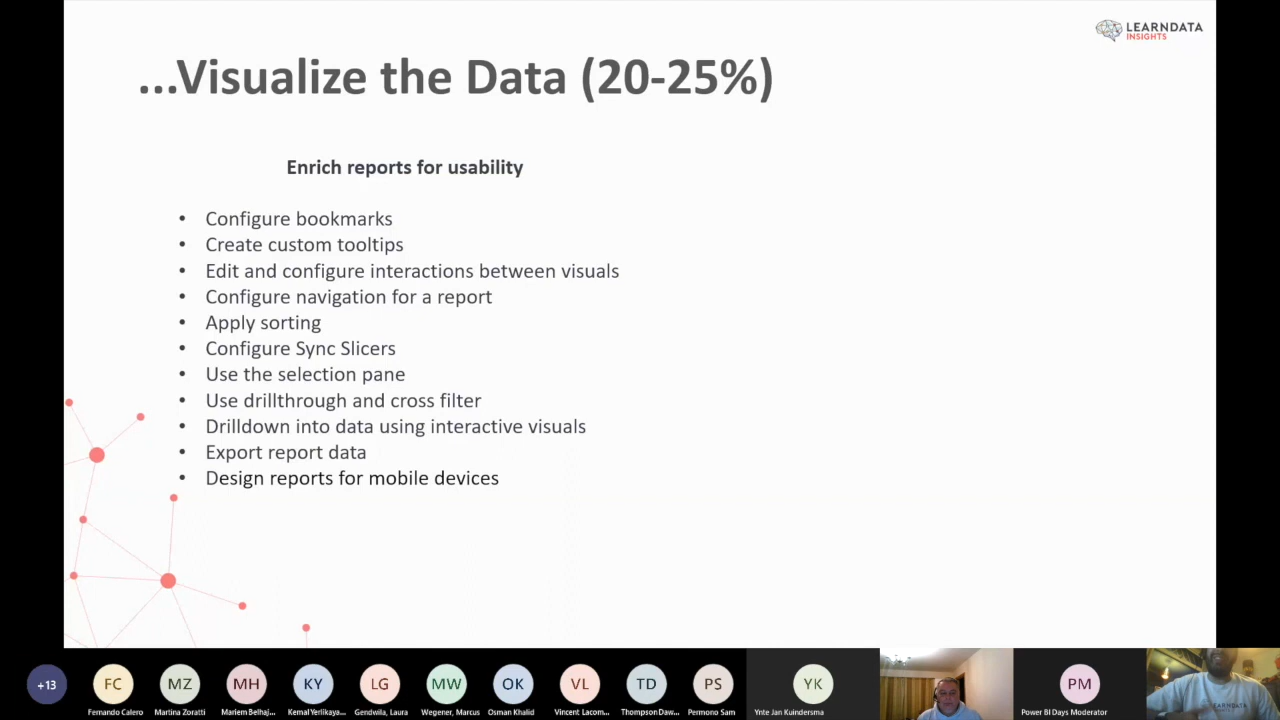 LEARNDATA
INSIGHTS
...Visualize the Data (20-25%)
Enrich reports for usability
• Configure bookmarks
• Create custom tooltips
• Edit and configure interactions between visuals
• Configure navigation for a report
• Apply sorting
• Configure Sync Slicers
• Use the selection pane
• Use drillthrough and cross filter
• Drilldown into data using interactive visuals
• Export report data
• Design reports for mobile devices
+13 FC MZ MH KY LG MW OK VL TD PS YK PM
Fernando Calero Martina Zoratti Mariem Belhaj... Kemal Yerlikaya... Gendwila, Laura Wegener, Marcus Osman Khalid Vincent Lacom... Thompson Daw... Permono Sam Ynte Jan Kuindersma Power BI Days Moderator
LEARNDATA